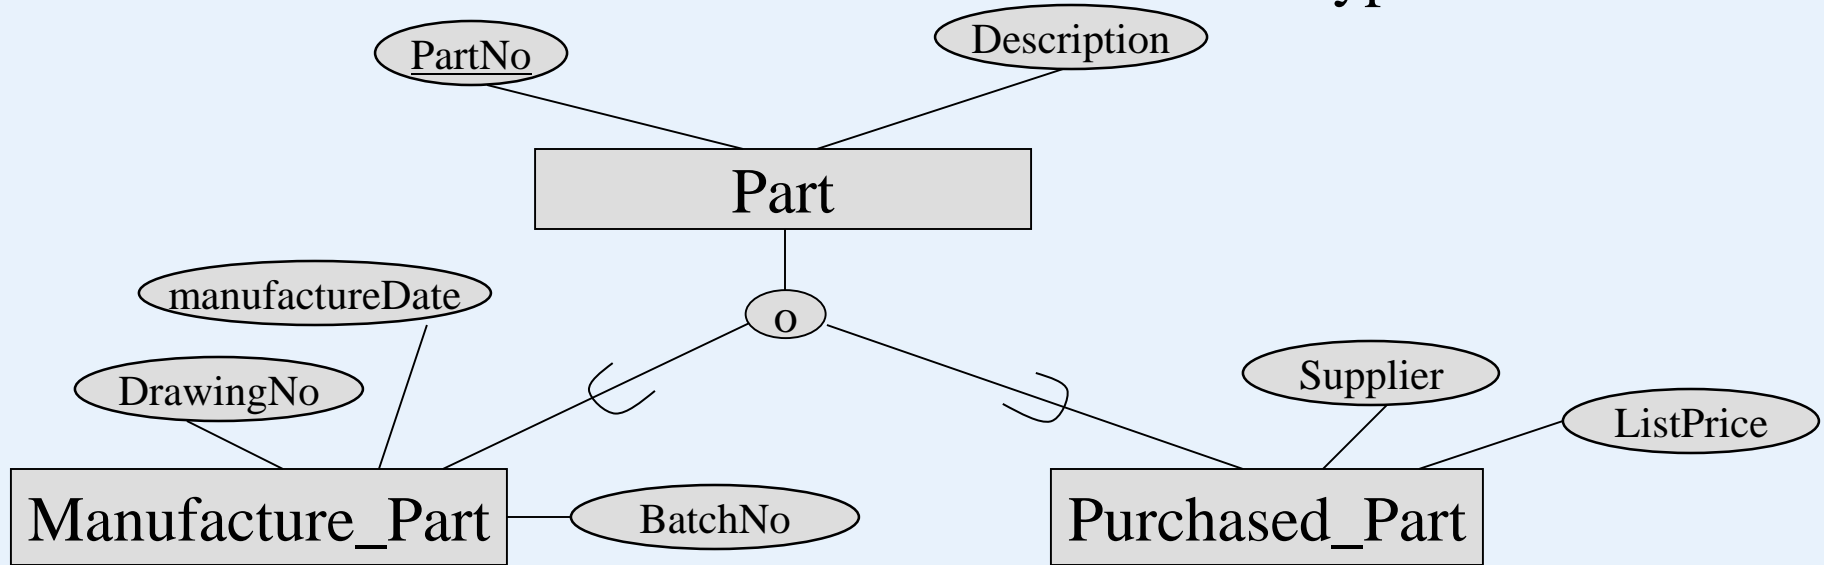 PartNo
Description
Part
manufactureDate
o
DrawingNo
Supplier
ListPrice
Manufacture_Part
BatchNo
Purchased_Part